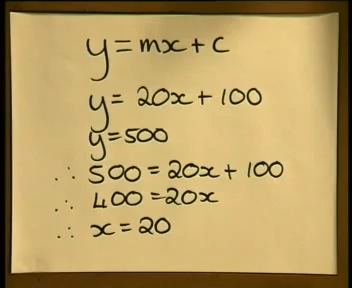 y = mx + c
y = 20x + 100
y = 500
∴ 500 = 20x + 100
∴ 400 = 20x
∴ x = 20